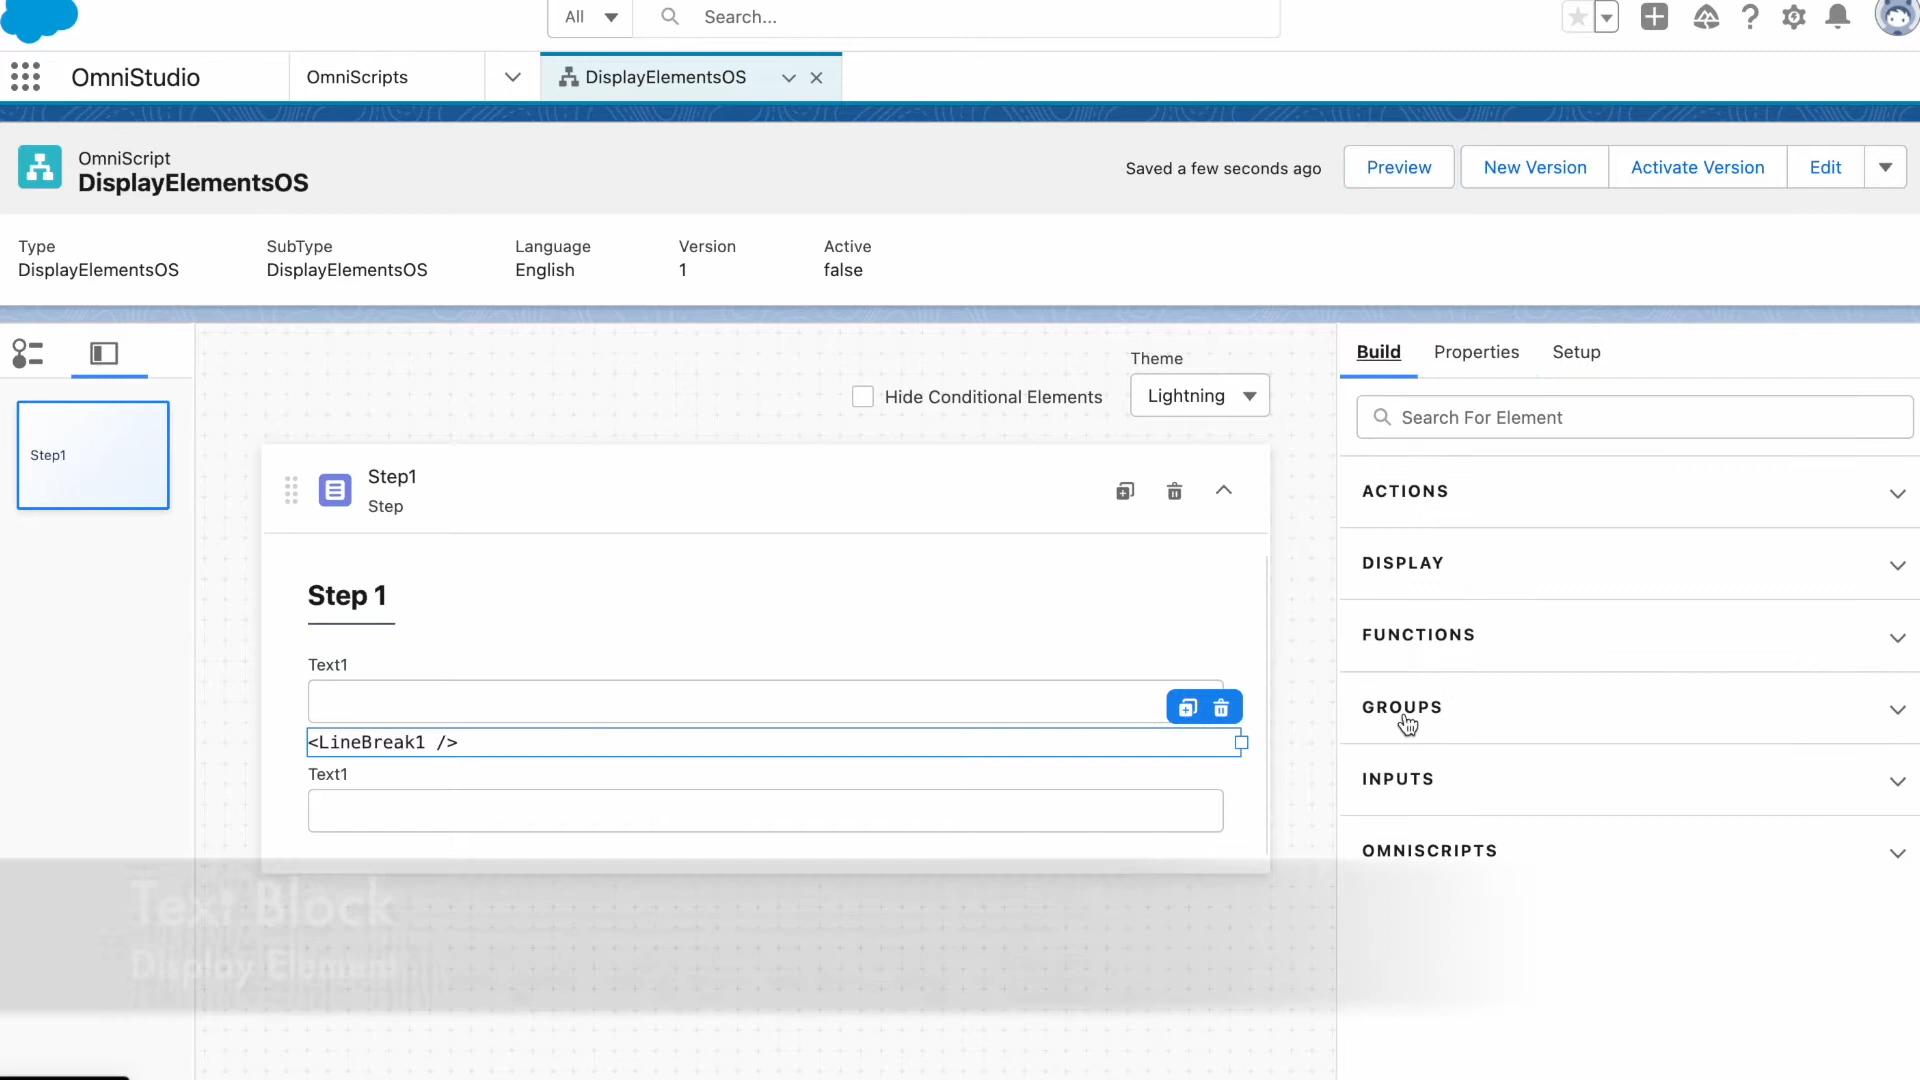 All
Search...
OmniStudio
OmniScripts
DisplayElementsOS
OmniScript
DisplayElementsOS
Saved a few seconds ago
Preview
New Version
Activate Version
Edit
Type
DisplayElementsOS
SubType
DisplayElementsOS
Language
English
Version
1
Active
false
Theme
Hide Conditional Elements
Lightning
Build
Properties
Setup
Search For Element
Step1
Step1
Step
Step 1
Text1
<LineBreak1 />
Text1
ACTIONS
DISPLAY
FUNCTIONS
GROUPS
INPUTS
OMNISCRIPTS
Text Block
Display Element